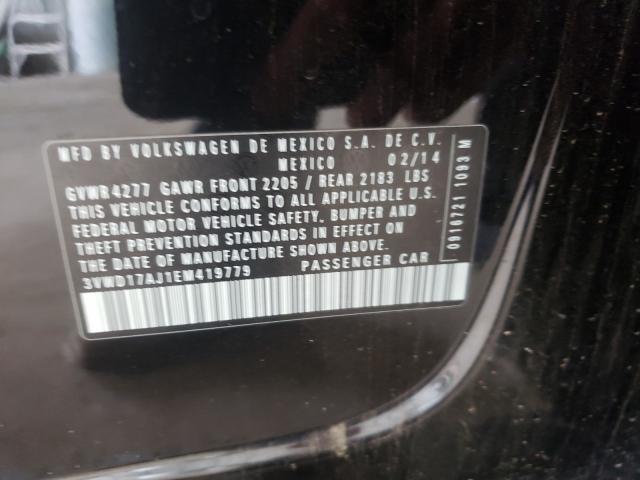 MFD BY VOLKSWAGEN DE MEXICO S.A. DE C.V.
MEXICO 02/14
GVWR4277 GAWR FRONT 2205 / REAR 2183 LBS
THIS VEHICLE CONFORMS TO ALL APPLICABLE U.S.
FEDERAL MOTOR VEHICLE SAFETY, BUMPER AND
THEFT PREVENTION STANDARDS IN EFFECT ON
THE DATE OF MANUFACTURE SHOWN ABOVE.
3VWD17AJ1EM419779 PASSENGER CAR
0910721 1093 M